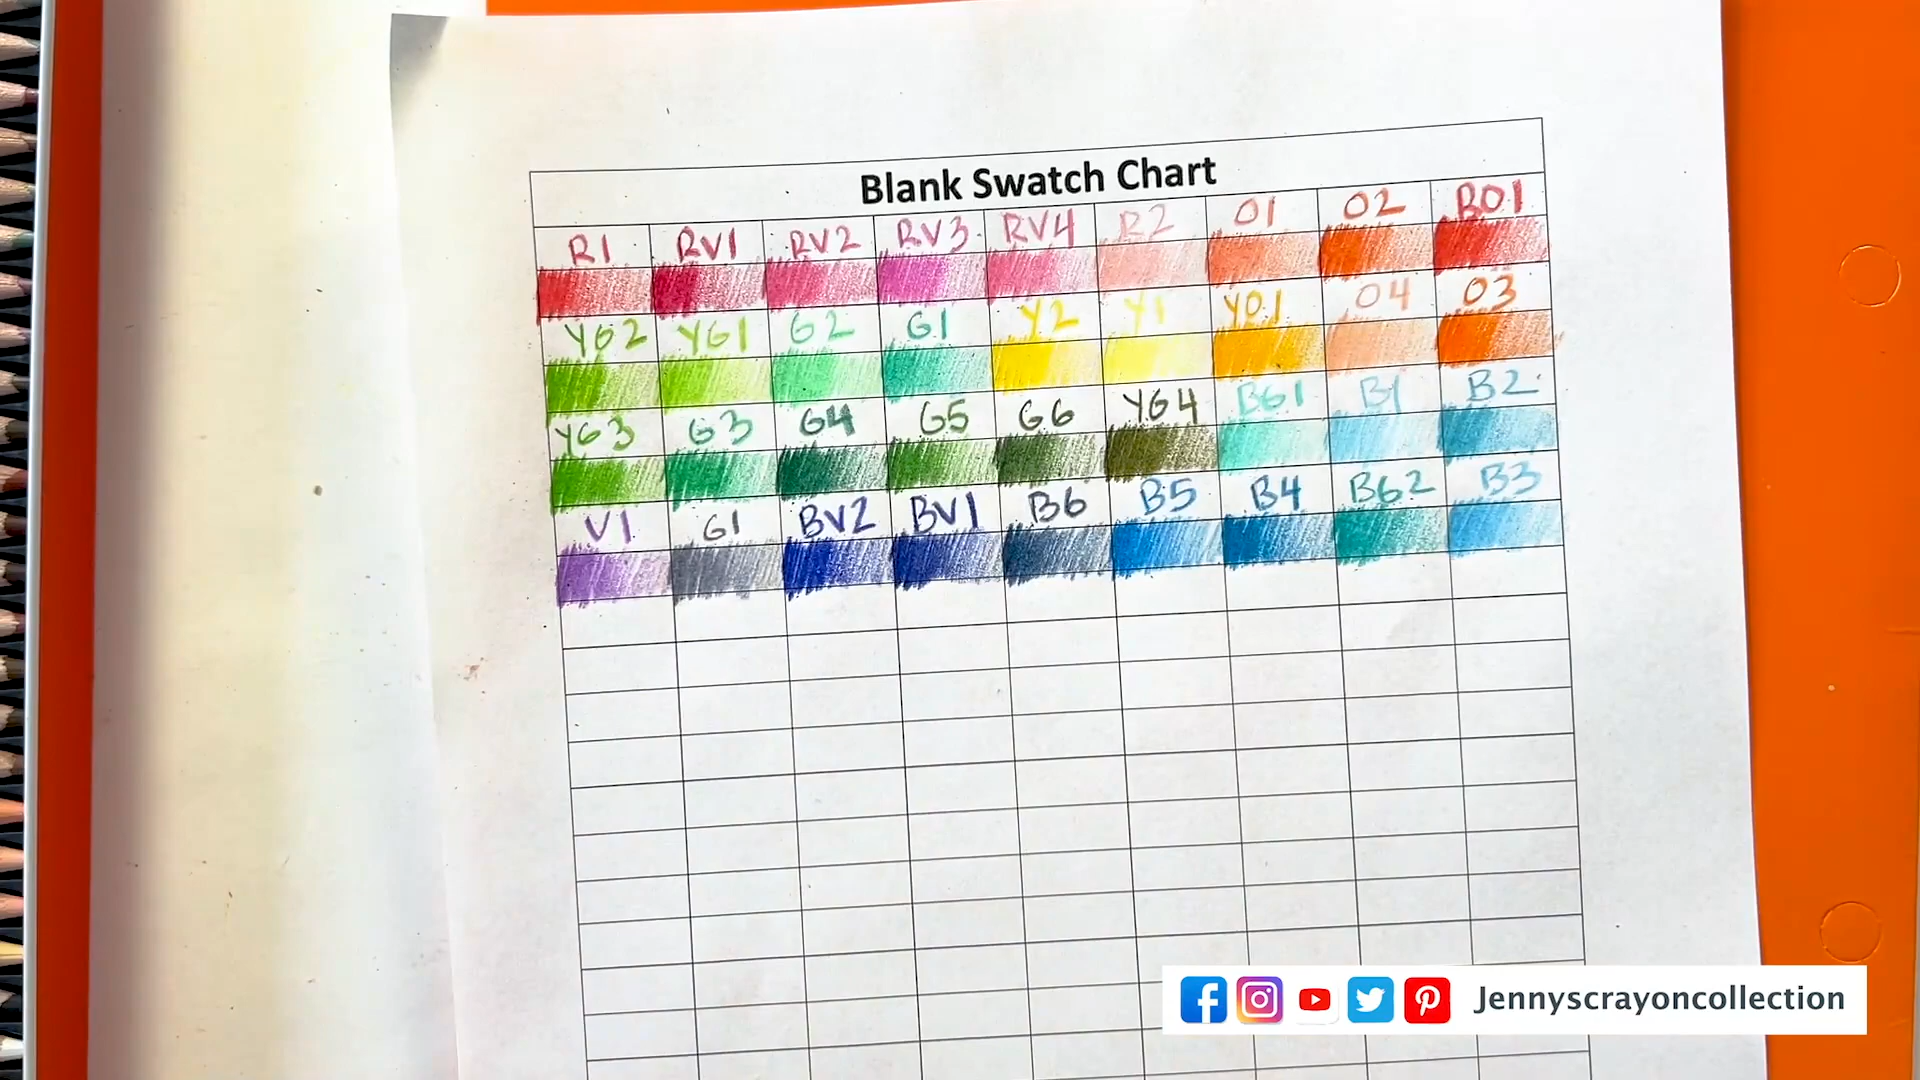 Blank Swatch Chart
R1 RV1 RV2 RV3 RV4 R2 O1 O2 RO1
YG2 YG1 G2 G1 Y2 Y1 YO1 O4 O3
YG3 G3 G4 G5 G6 YG4 BG1 B1 B2
V1 G1 BV2 BV1 B6 B5 B4 BG2 B3
Jennyscrayoncollection